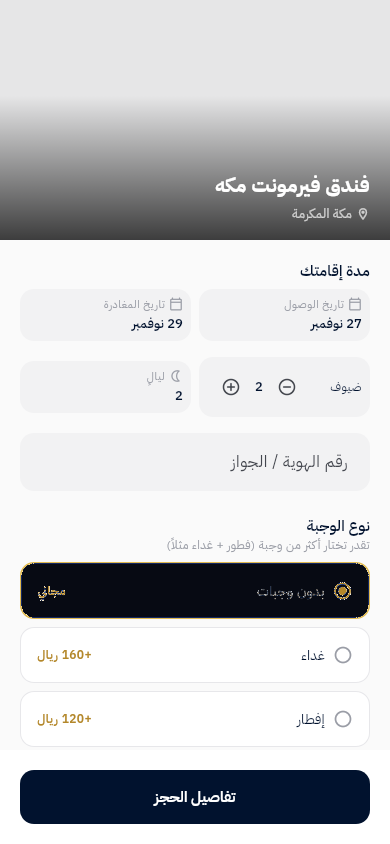 فندق فيرمونت مكه
مكة المكرمة
مدة إقامتك
تاريخ الوصول
27 نوفمبر
تاريخ المغادرة
29 نوفمبر
ضيوف
2
ليالٍ
2
رقم الهوية / الجواز
نوع الوجبة
تقدر تختار أكثر من وجبة (فطور + غداء مثلاً)
بدون وجبات
مجاني
غداء
+160 ريال
إفطار
+120 ريال
تفاصيل الحجز